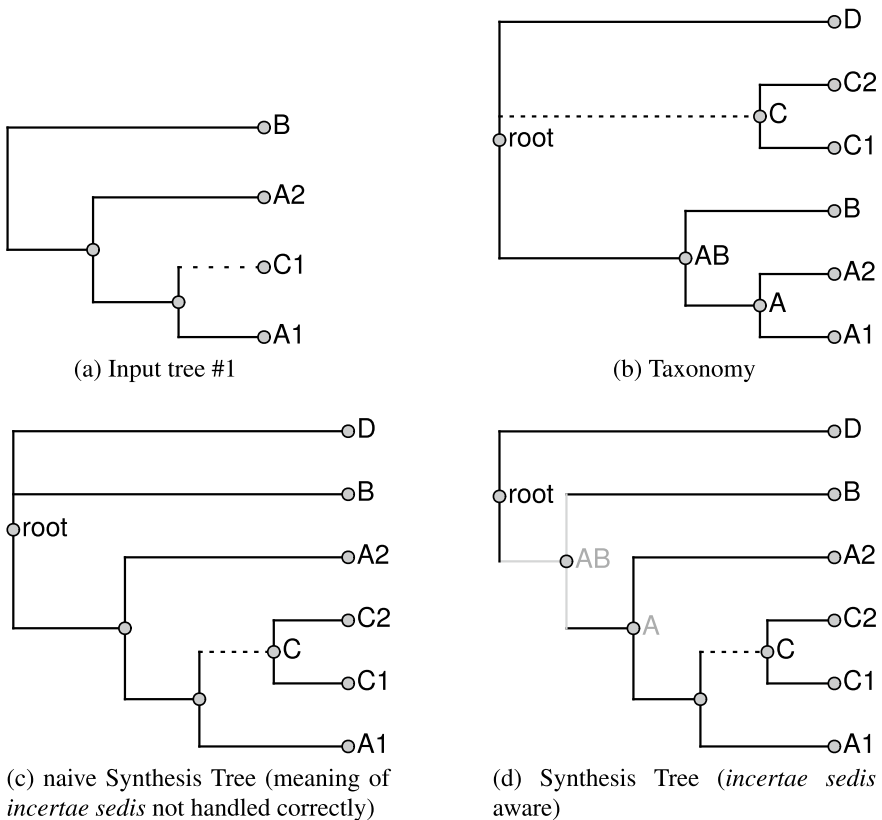 B
A2
C1
A1
(a) Input tree #1
D
C2
C
root
C1
B
AB
A2
A
A1
(b) Taxonomy
D
B
root
A2
C2
C
C1
A1
(c) naive Synthesis Tree (meaning of
incertae sedis not handled correctly)
D
root
B
AB
A2
C2
A
C
C1
A1
(d) Synthesis Tree (incertae sedis
aware)